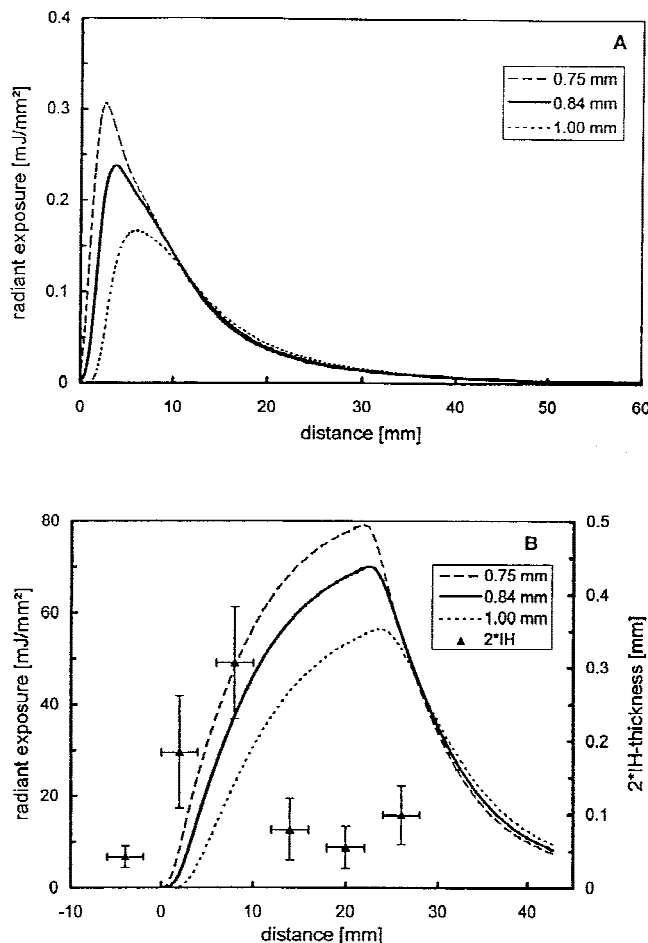 0.4
0.3
0.2
0.1
0
radiant exposure [mJ/mm²]
A
0.75 mm
0.84 mm
1.00 mm
0 10 20 30 40 50 60
distance [mm]
80
60
40
20
0
radiant exposure [mJ/mm²]
B
0.75 mm
0.84 mm
1.00 mm
2*IH
0.5
0.4
0.3
0.2
0.1
0
2*IH-thickness [mm]
-10 0 10 20 30 40
distance [mm]